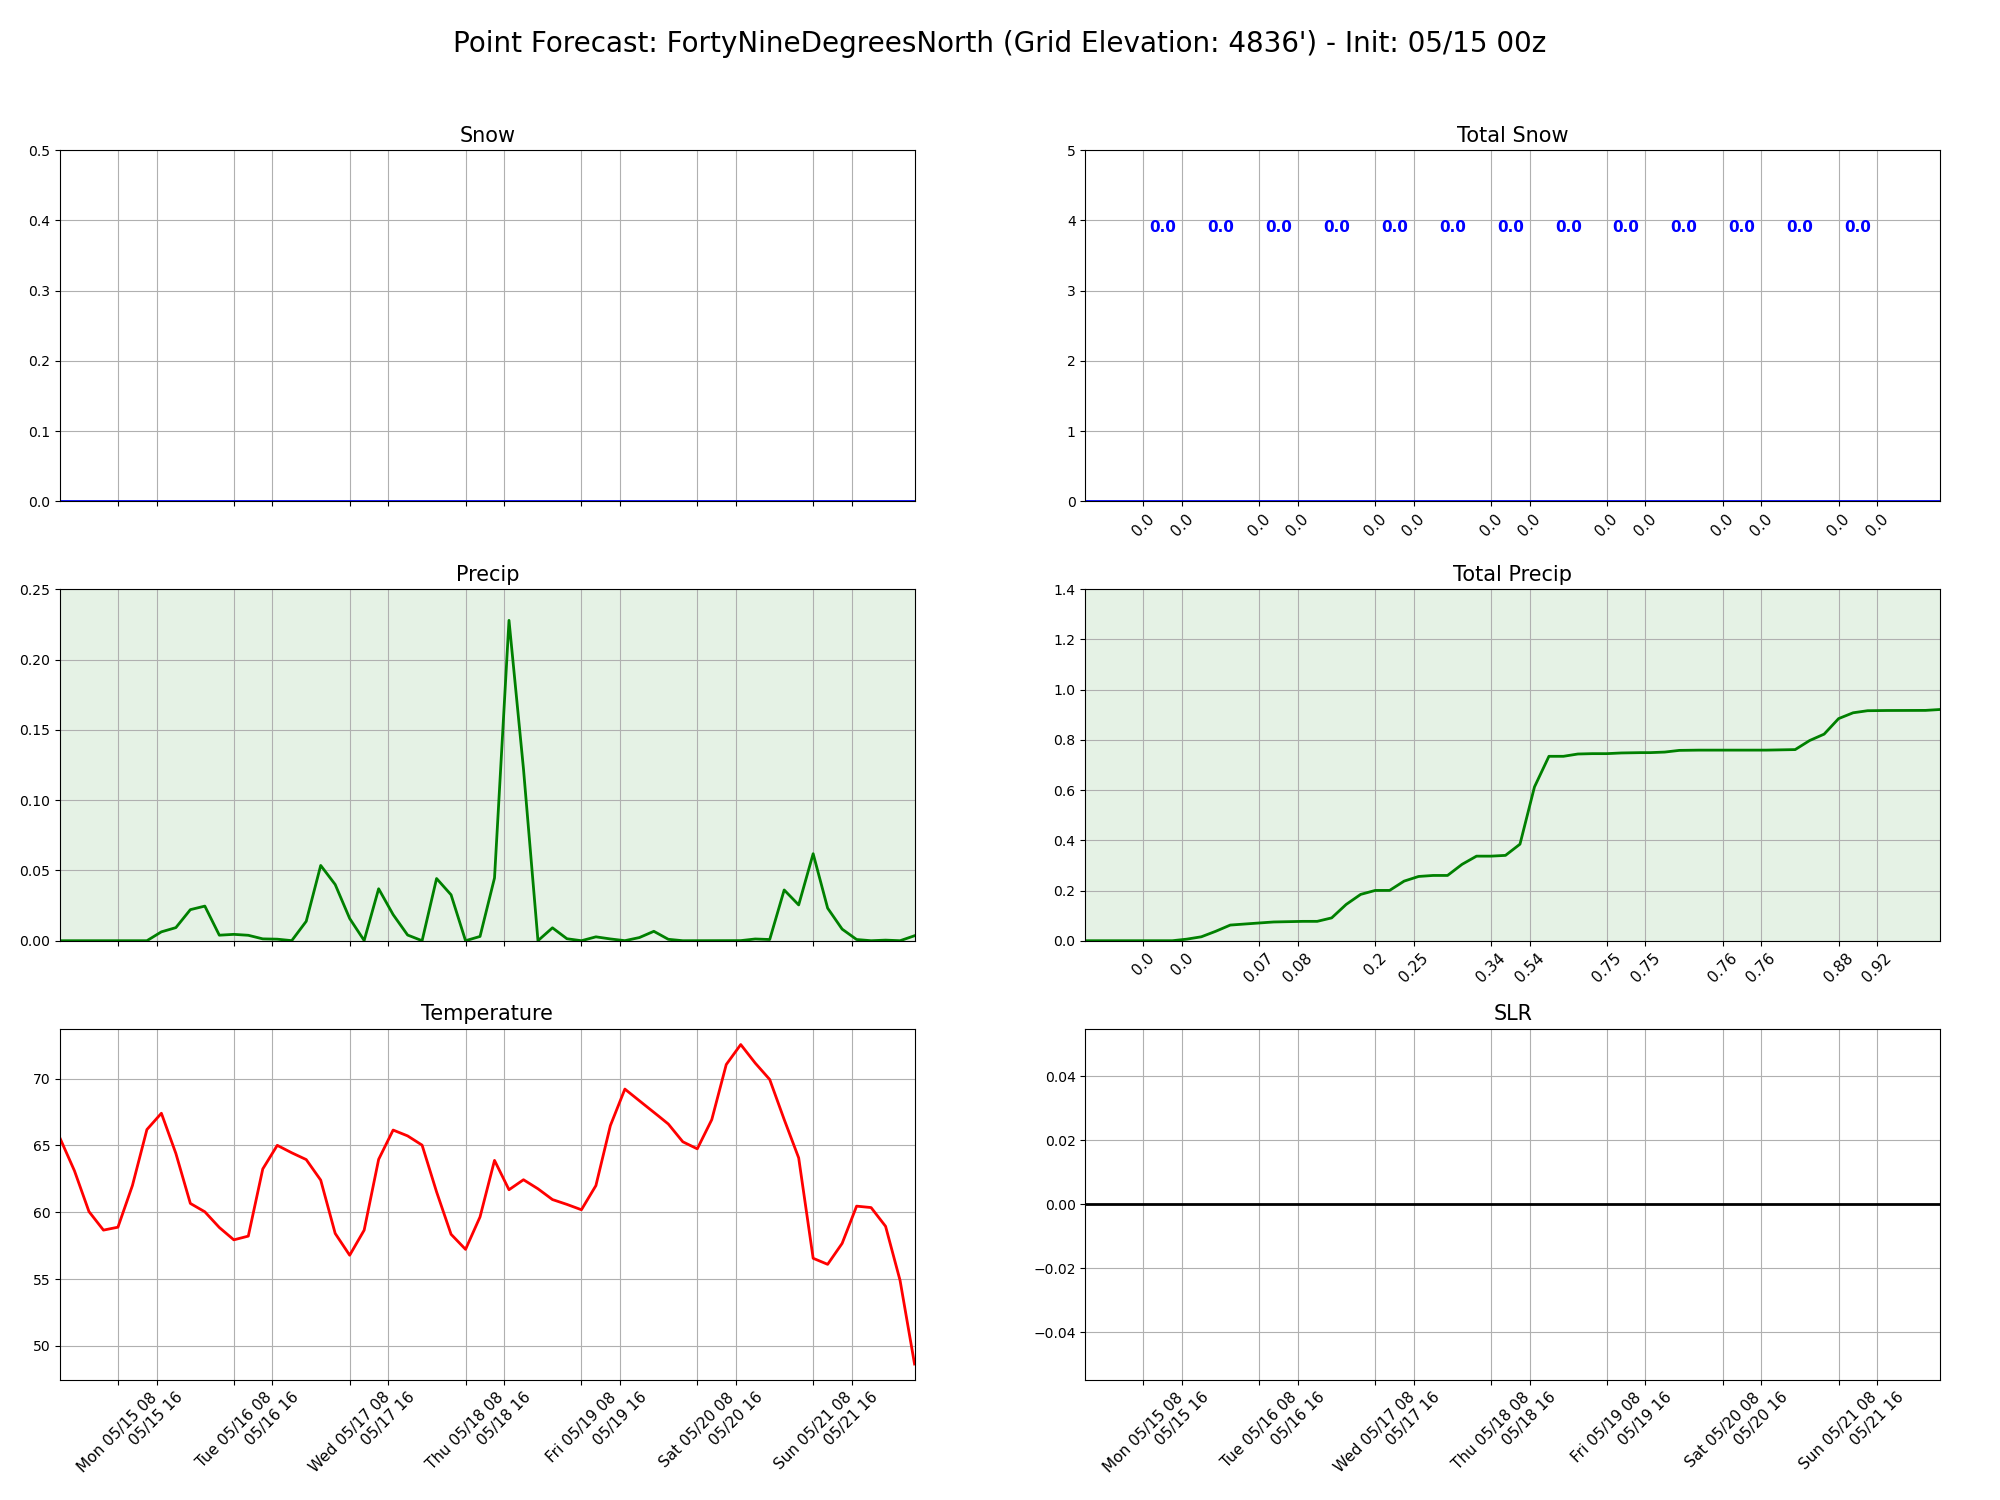 Point Forecast: FortyNineDegreesNorth (Grid Elevation: 4836') - Init: 05/15 00z
Snow
0.5
0.4
0.3
0.2
0.1
0.0
Total Snow
5
4
3
2
1
0
0.0 0.0 0.0 0.0 0.0 0.0 0.0 0.0 0.0 0.0 0.0 0.0 0.0
0.0 0.0 0.0 0.0 0.0 0.0 0.0 0.0 0.0 0.0 0.0 0.0 0.0 0.0
Precip
0.25
0.20
0.15
0.10
0.05
0.00
Total Precip
1.4
1.2
1.0
0.8
0.6
0.4
0.2
0.0
0.0 0.0 0.07 0.08 0.2 0.25 0.34 0.54 0.75 0.75 0.76 0.76 0.88 0.92
Temperature
70
65
60
55
50
Mon 05/15 08
05/15 16
Tue 05/16 08
05/16 16
Wed 05/17 08
05/17 16
Thu 05/18 08
05/18 16
Fri 05/19 08
05/19 16
Sat 05/20 08
05/20 16
Sun 05/21 08
05/21 16
SLR
0.04
0.02
0.00
−0.02
−0.04
Mon 05/15 08
05/15 16
Tue 05/16 08
05/16 16
Wed 05/17 08
05/17 16
Thu 05/18 08
05/18 16
Fri 05/19 08
05/19 16
Sat 05/20 08
05/20 16
Sun 05/21 08
05/21 16